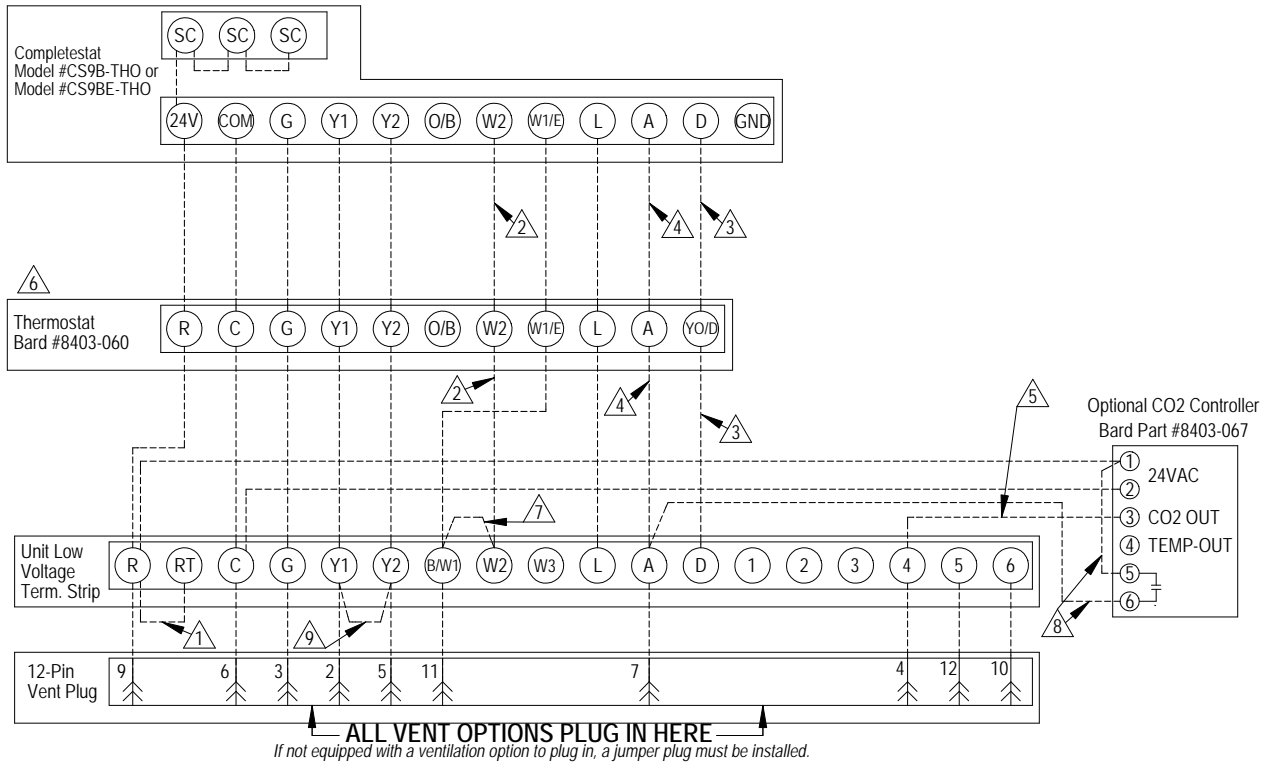 SC SC SC
Completestat
Model #CS9B-THO or
Model #CS9BE-THO
24V COM G Y1 Y2 O/B W2 W1/E L A D GND
2 4 3
6
Thermostat
Bard #8403-060
R C G Y1 Y2 O/B W2 W1/E L A YO/D
2 4 3 5
Optional CO2 Controller
Bard Part #8403-067
1 24VAC
2
3 CO2 OUT
4 TEMP-OUT
5
6
7
8
Unit Low
Voltage
Term. Strip
R RT C G Y1 Y2 B/W1 W2 W3 L A D 1 2 3 4 5 6
1 9
12-Pin
Vent Plug
9 6 3 2 5 11 7 4 12 10
ALL VENT OPTIONS PLUG IN HERE
If not equipped with a ventilation option to plug in, a jumper plug must be installed.